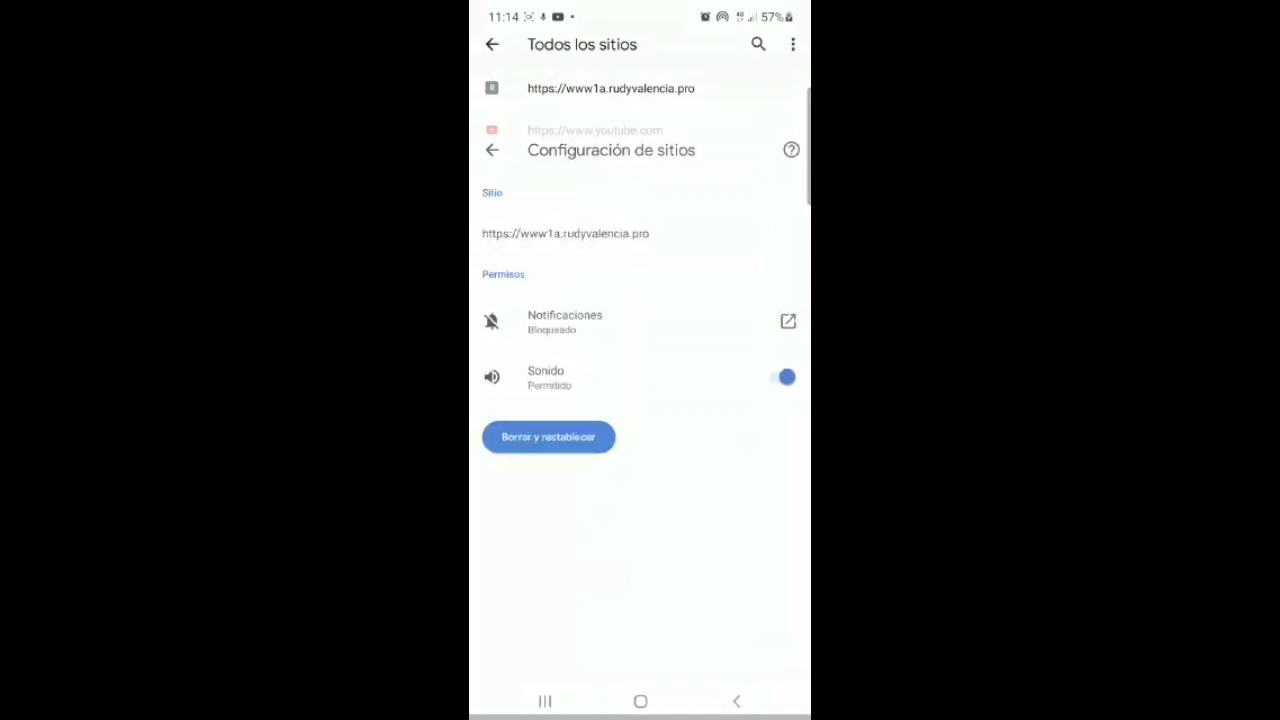 11:14 57%
Todos los sitios
R https://www1a.rudyvalencia.pro
https://www.youtube.com
Configuración de sitios
Sitio
https://www1a.rudyvalencia.pro
Permisos
Notificaciones
Bloqueado
Sonido
Permitido
Borrar y restablecer